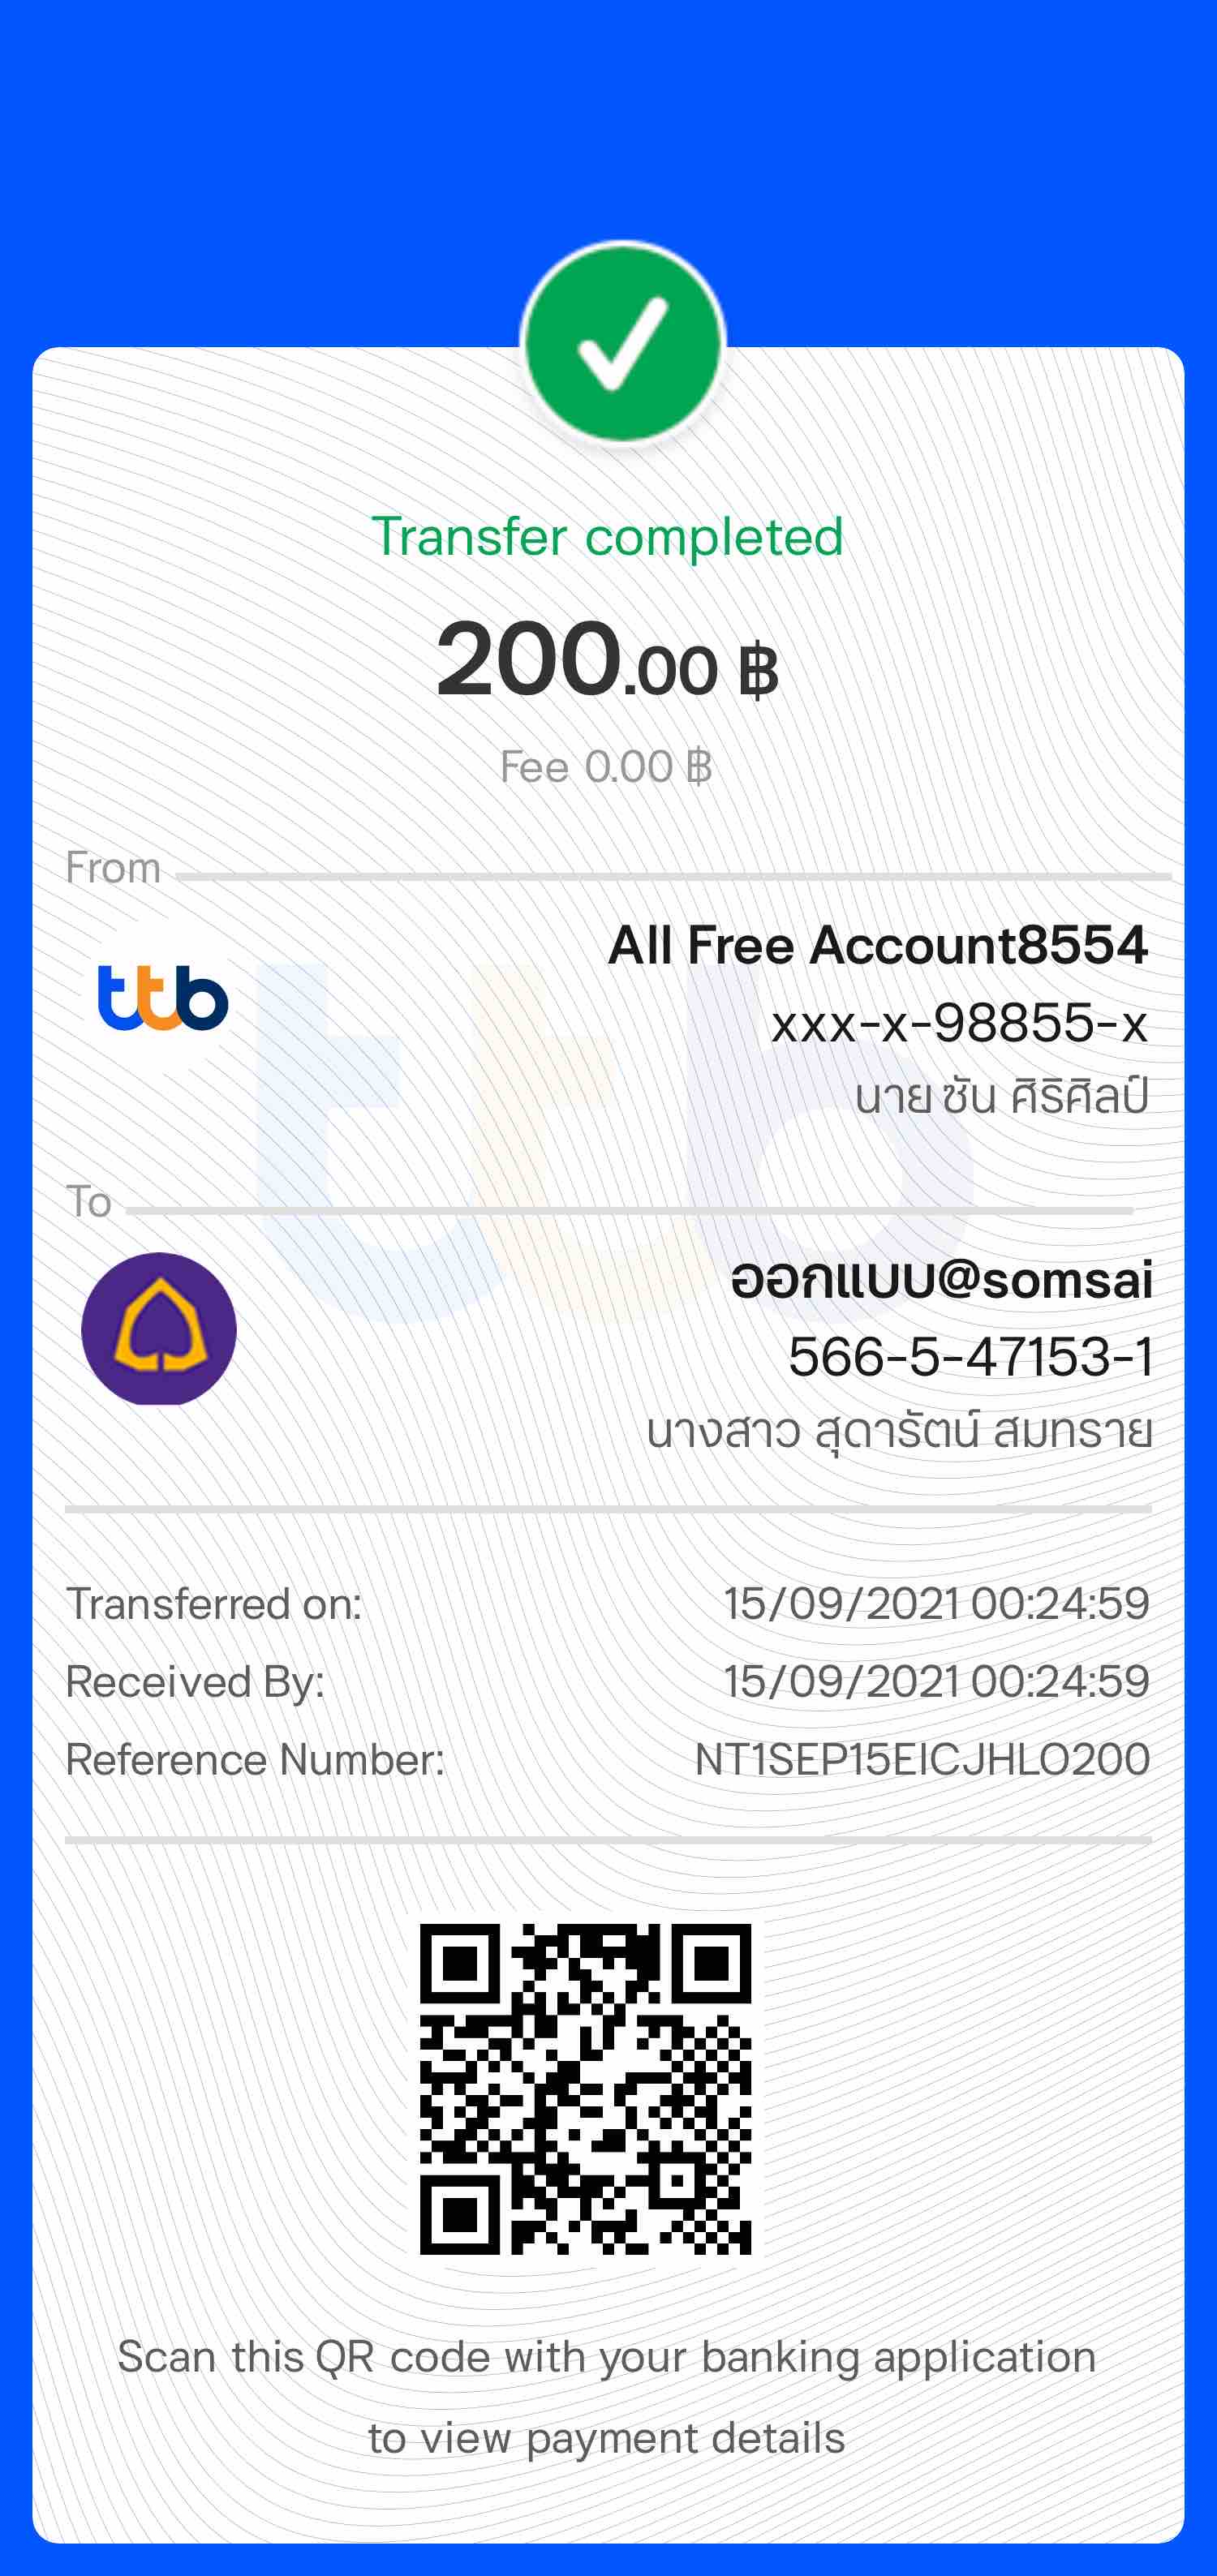 Transfer completed
200.00 ฿
Fee 0.00 ฿
From
ttb
All Free Account8554
xxx-x-98855-x
นาย ซัน ศิริศิลป์
To
ออกแบบ@somsai
566-5-47153-1
นางสาว สุดารัตน์ สมทราย
Transferred on: 15/09/2021 00:24:59
Received By: 15/09/2021 00:24:59
Reference Number: NT1SEP15EICJHLO200
Scan this QR code with your banking application
to view payment details